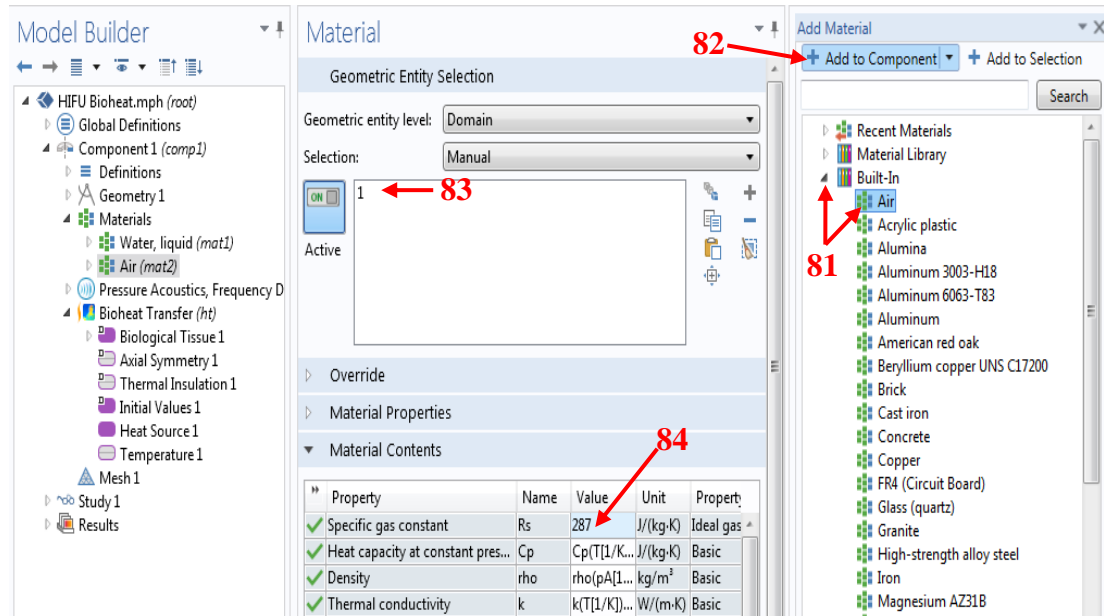 Model Builder
HIFU Bioheat.mph (root)
Global Definitions
Component 1 (comp1)
Definitions
Geometry 1
Materials
Water, liquid (mat1)
Air (mat2)
Pressure Acoustics, Frequency D
Bioheat Transfer (ht)
Biological Tissue 1
Axial Symmetry 1
Thermal Insulation 1
Initial Values 1
Heat Source 1
Temperature 1
Mesh 1
Study 1
Results
Material
Geometric Entity Selection
Geometric entity level: Domain
Selection: Manual
ON
1
83
Active
Override
Material Properties
Material Contents
84
Property Name Value Unit Property
Specific gas constant Rs 287 J/(kg·K) Ideal gas
Heat capacity at constant pres... Cp Cp(T[1/K... J/(kg·K) Basic
Density rho rho(pA[1... kg/m³ Basic
Thermal conductivity k k(T[1/K])... W/(m·K) Basic
Add Material
82
+ Add to Component + Add to Selection
Search
Recent Materials
Material Library
Built-In
Air
81
Acrylic plastic
Alumina
Aluminum 3003-H18
Aluminum 6063-T83
Aluminum
American red oak
Beryllium copper UNS C17200
Brick
Cast iron
Concrete
Copper
FR4 (Circuit Board)
Glass (quartz)
Granite
High-strength alloy steel
Iron
Magnesium AZ31B